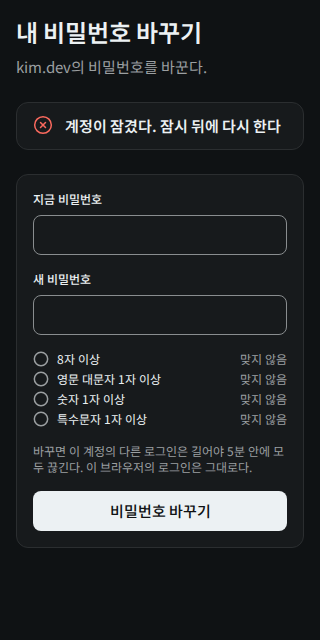 내 비밀번호 바꾸기
kim.dev의 비밀번호를 바꾼다.
계정이 잠겼다. 잠시 뒤에 다시 한다
지금 비밀번호
새 비밀번호
8자 이상 맞지 않음
영문 대문자 1자 이상 맞지 않음
숫자 1자 이상 맞지 않음
특수문자 1자 이상 맞지 않음
바꾸면 이 계정의 다른 로그인은 길어야 5분 안에 모
두 끊긴다. 이 브라우저의 로그인은 그대로다.
비밀번호 바꾸기